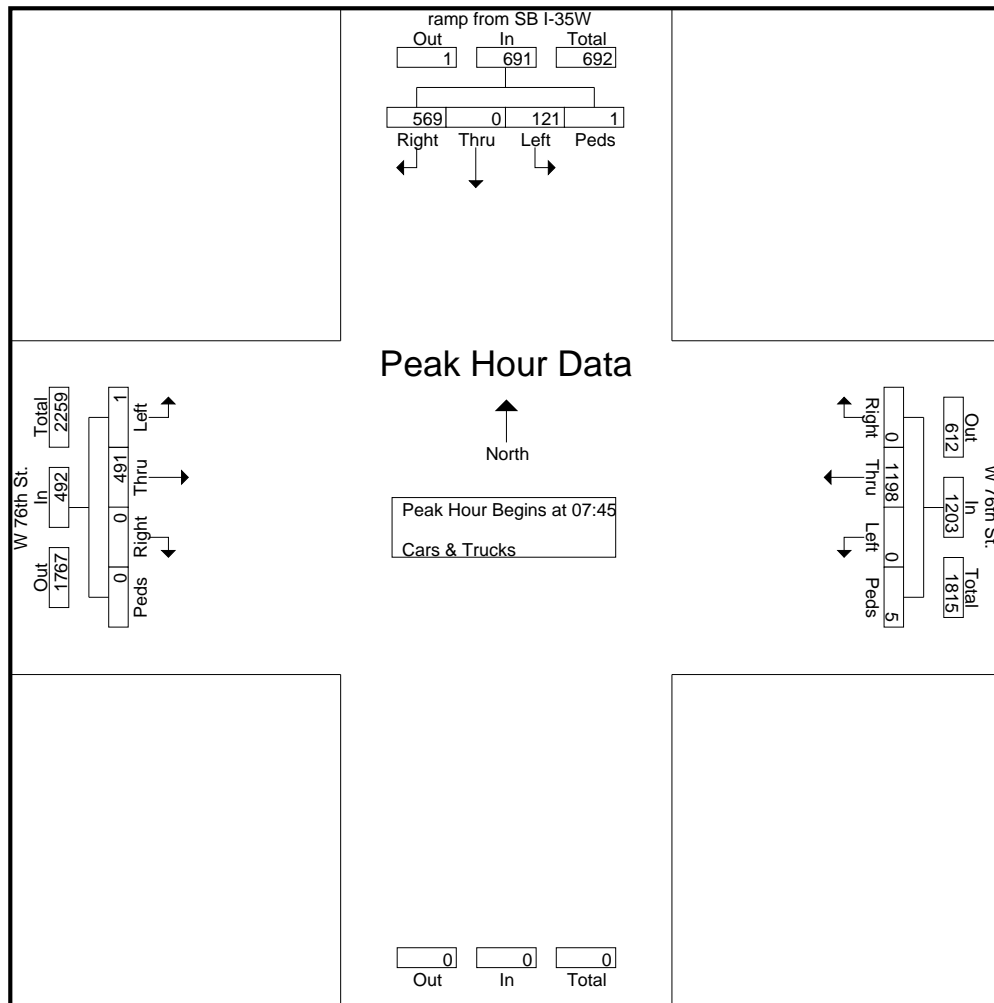 ramp from SB I-35W
Out In Total
1 691 692
569 0 121 1
Right Thru Left Peds
Peak Hour Data
North
Peak Hour Begins at 07:45
Cars & Trucks
W 76th St.
Total In Out
2259 492 1767
1 491 0 0
Left Thru Right Peds
W 76th St.
Out In Total
612 1203 1815
0 1198 0 5
Right Thru Left Peds
0 0 0
Out In Total